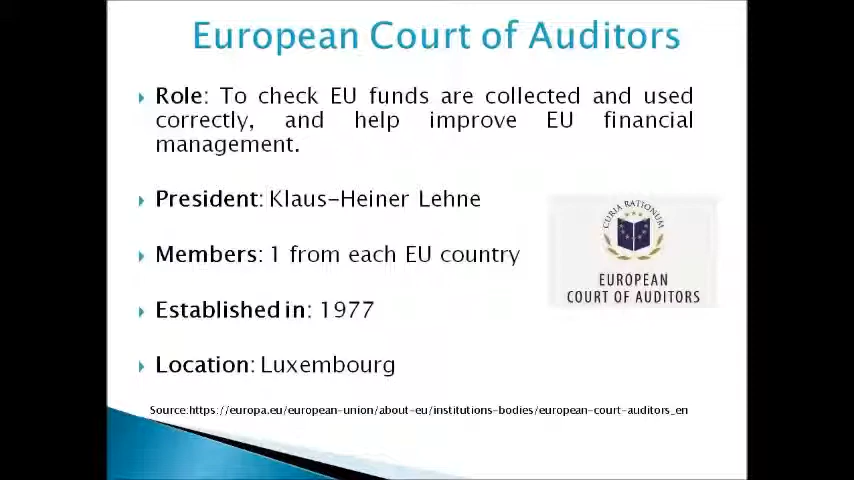 European Court of Auditors
Role: To check EU funds are collected and used
correctly, and help improve EU financial
management.
President: Klaus-Heiner Lehne
CURIA RATIONUM
Members: 1 from each EU country
EUROPEAN
COURT OF AUDITORS
Established in: 1977
Location: Luxembourg
Source:https://europa.eu/european-union/about-eu/institutions-bodies/european-court-auditors_en